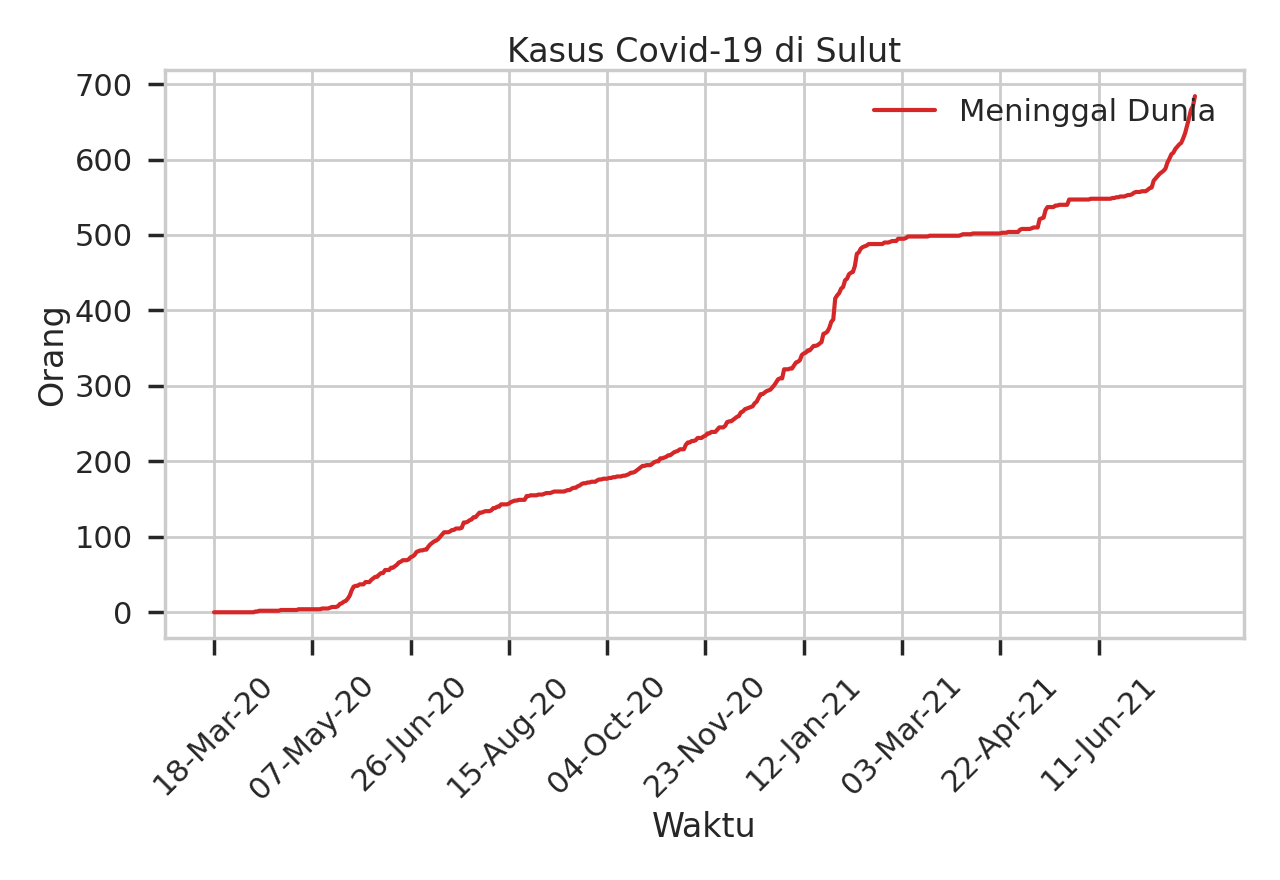 Kasus Covid-19 di Sulut
Meninggal Dunia
Orang
700
600
500
400
300
200
100
0
18-Mar-20
07-May-20
26-Jun-20
15-Aug-20
04-Oct-20
23-Nov-20
12-Jan-21
03-Mar-21
22-Apr-21
11-Jun-21
Waktu